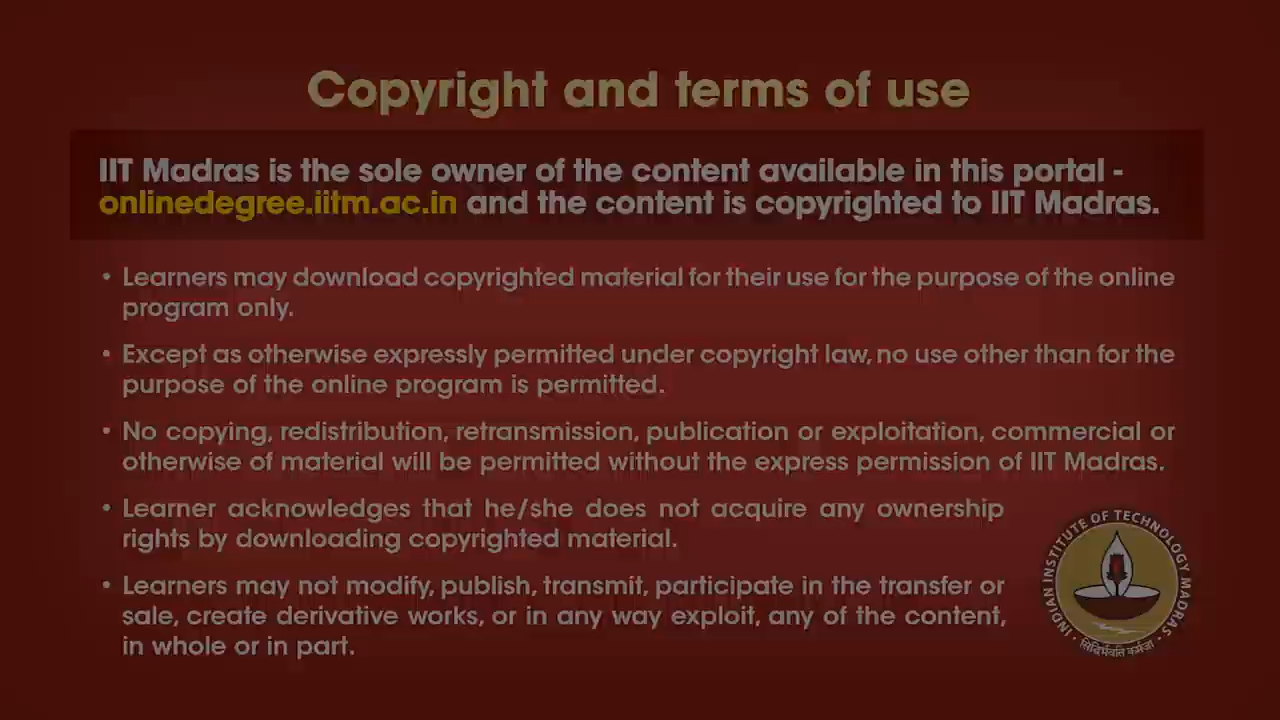 Copyright and terms of use
IIT Madras is the sole owner of the content available in this portal -
onlinedegree.iitm.ac.in and the content is copyrighted to IIT Madras.
• Learners may download copyrighted material for their use for the purpose of the online
program only.
• Except as otherwise expressly permitted under copyright law, no use other than for the
purpose of the online program is permitted.
• No copying, redistribution, retransmission, publication or exploitation, commercial or
otherwise of material will be permitted without the express permission of IIT Madras.
• Learner acknowledges that he/she does not acquire any ownership
rights by downloading copyrighted material.
• Learners may not modify, publish, transmit, participate in the transfer or
sale, create derivative works, or in any way exploit, any of the content,
in whole or in part.
INDIAN INSTITUTE OF TECHNOLOGY MADRAS
सिद्धिर्भवति कर्मजा